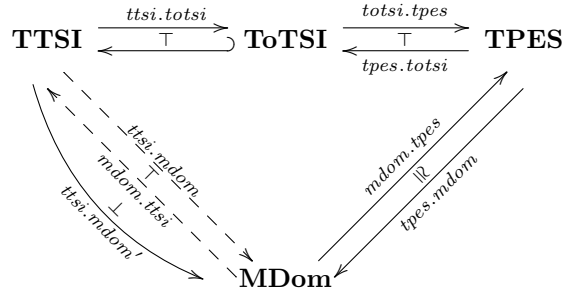 ttsi.totsi
totsi.tpes
TTSI ⊤ ToTSI ⊤ TPES
tpes.totsi
ttsi.mdom
⊤
mdom.ttsi
ttsi.mdom′
⊥
mdom.tpes
≅
tpes.mdom
MDom